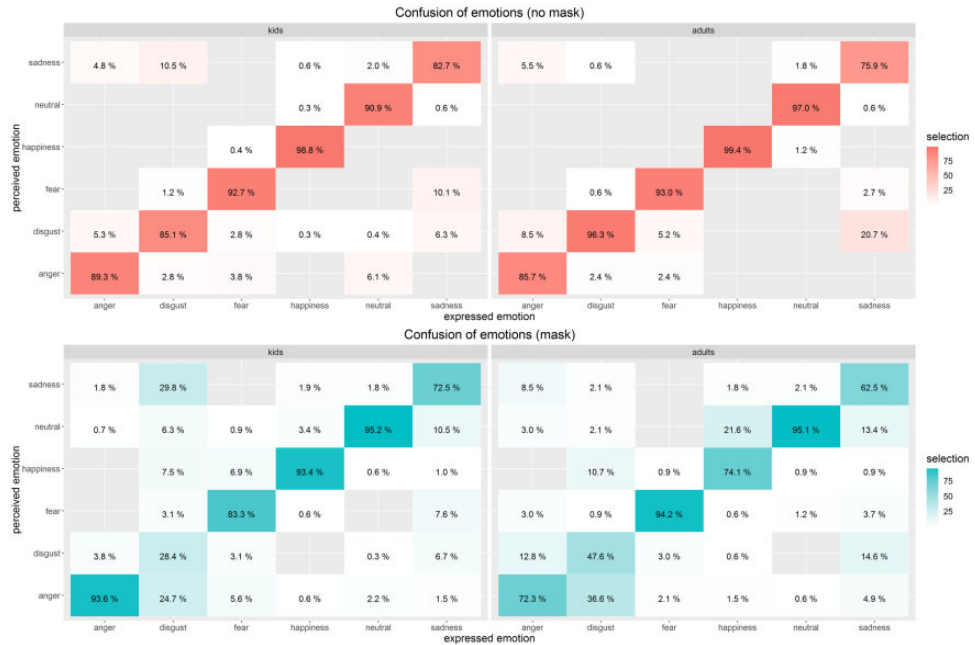 Confusion of emotions (no mask)
kids adults
sadness 4.8 % 10.5 % 0.6 % 2.0 % 82.7 % 5.5 % 0.6 % 1.8 % 75.9 %
neutral 0.3 % 90.9 % 0.6 % 97.0 % 0.6 %
happiness 0.4 % 98.8 % 99.4 % 1.2 %
fear 1.2 % 92.7 % 10.1 % 0.6 % 93.0 % 2.7 %
disgust 5.3 % 85.1 % 2.8 % 0.3 % 0.4 % 6.3 % 8.5 % 96.3 % 5.2 % 20.7 %
anger 89.3 % 2.8 % 3.8 % 6.1 % 85.7 % 2.4 % 2.4 %
anger disgust fear happiness neutral sadness anger disgust fear happiness neutral sadness
expressed emotion
perceived emotion
selection
75
50
25
Confusion of emotions (mask)
kids adults
sadness 1.8 % 29.8 % 1.9 % 1.8 % 72.5 % 8.5 % 2.1 % 1.8 % 2.1 % 62.5 %
neutral 0.7 % 6.3 % 0.9 % 3.4 % 95.2 % 10.5 % 3.0 % 2.1 % 21.6 % 95.1 % 13.4 %
happiness 7.5 % 6.9 % 93.4 % 0.6 % 1.0 % 10.7 % 0.9 % 74.1 % 0.9 % 0.9 %
fear 3.1 % 83.3 % 0.6 % 7.6 % 3.0 % 0.9 % 94.2 % 0.6 % 1.2 % 3.7 %
disgust 3.8 % 28.4 % 3.1 % 0.3 % 6.7 % 12.8 % 47.6 % 3.0 % 0.6 % 14.6 %
anger 93.6 % 24.7 % 5.6 % 0.6 % 2.2 % 1.5 % 72.3 % 36.6 % 2.1 % 1.5 % 0.6 % 4.9 %
anger disgust fear happiness neutral sadness anger disgust fear happiness neutral sadness
expressed emotion
perceived emotion
selection
75
50
25